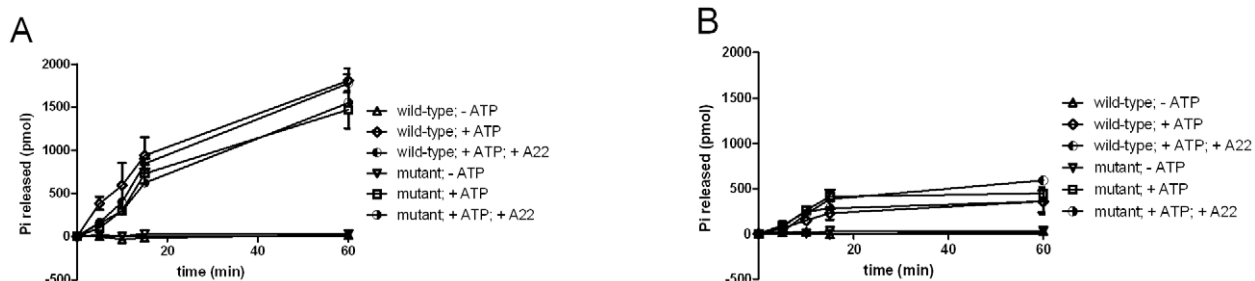 A
2000
1500
1000
500
0
-500
Pi released (pmol)
20
40
60
time (min)
wild-type; - ATP
wild-type; + ATP
wild-type; + ATP; + A22
mutant; - ATP
mutant; + ATP
mutant; + ATP; + A22
B
2000
1500
1000
500
0
-500
Pi released (pmol)
20
40
60
time (min)
wild-type; - ATP
wild-type; + ATP
wild-type; + ATP; + A22
mutant; - ATP
mutant; + ATP
mutant; + ATP; + A22